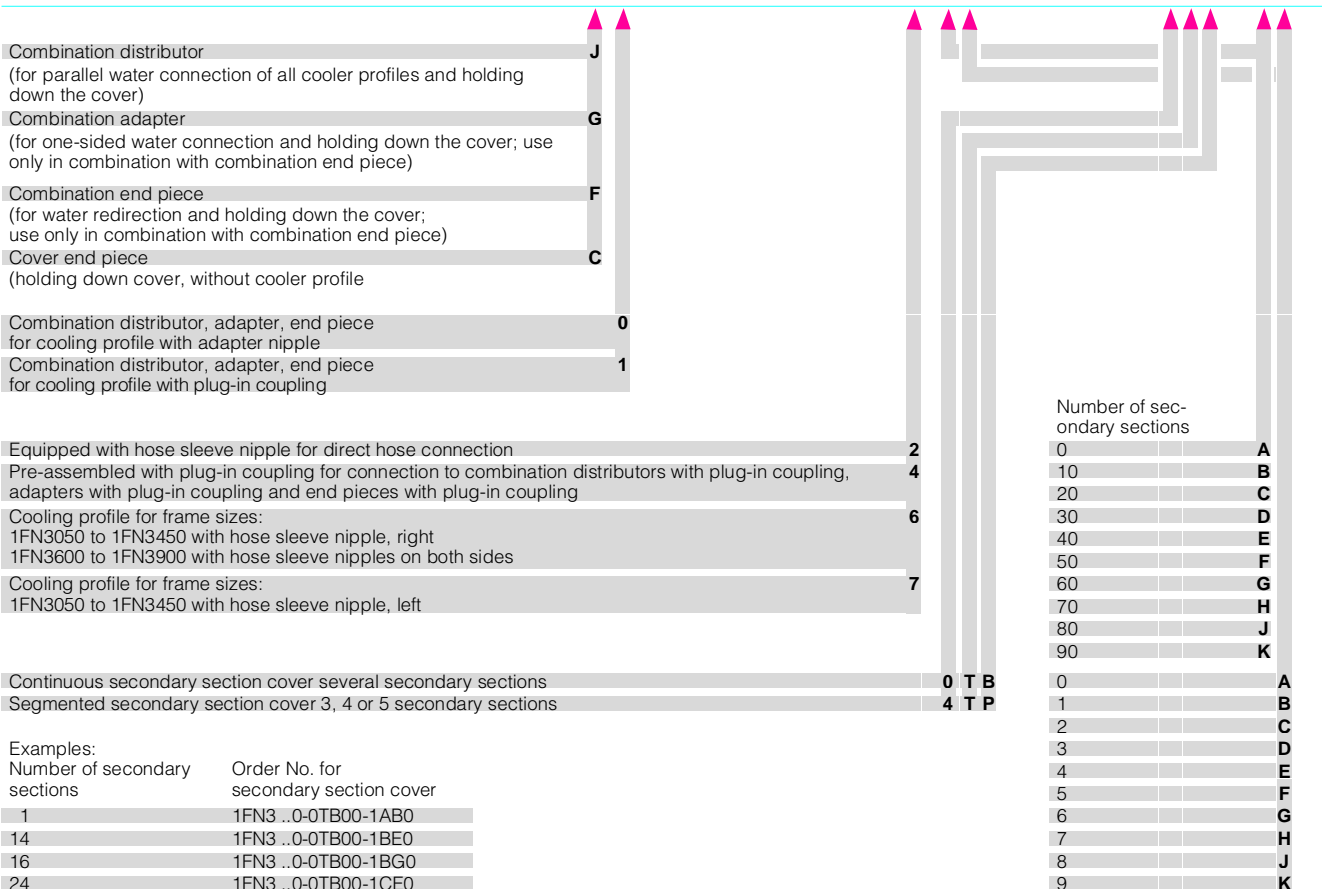 Combination distributor J
(for parallel water connection of all cooler profiles and holding
down the cover)
Combination adapter G
(for one-sided water connection and holding down the cover; use
only in combination with combination end piece)
Combination end piece F
(for water redirection and holding down the cover;
use only in combination with combination end piece)
Cover end piece C
(holding down cover, without cooler profile
Combination distributor, adapter, end piece 0
for cooling profile with adapter nipple
Combination distributor, adapter, end piece 1
for cooling profile with plug-in coupling
Equipped with hose sleeve nipple for direct hose connection 2
Pre-assembled with plug-in coupling for connection to combination distributors with plug-in coupling, 4
adapters with plug-in coupling and end pieces with plug-in coupling
Cooling profile for frame sizes: 6
1FN3050 to 1FN3450 with hose sleeve nipple, right
1FN3600 to 1FN3900 with hose sleeve nipples on both sides
Cooling profile for frame sizes: 7
1FN3050 to 1FN3450 with hose sleeve nipple, left
Continuous secondary section cover several secondary sections 0 T B
Segmented secondary section cover 3, 4 or 5 secondary sections 4 T P
Examples:
Number of secondary Order No. for
sections secondary section cover
1 1FN3 ..0-0TB00-1AB0
14 1FN3 ..0-0TB00-1BE0
16 1FN3 ..0-0TB00-1BG0
24 1FN3 ..0-0TB00-1CE0
Number of sec-
ondary sections
0 A
10 B
20 C
30 D
40 E
50 F
60 G
70 H
80 J
90 K
0 A
1 B
2 C
3 D
4 E
5 F
6 G
7 H
8 J
9 K